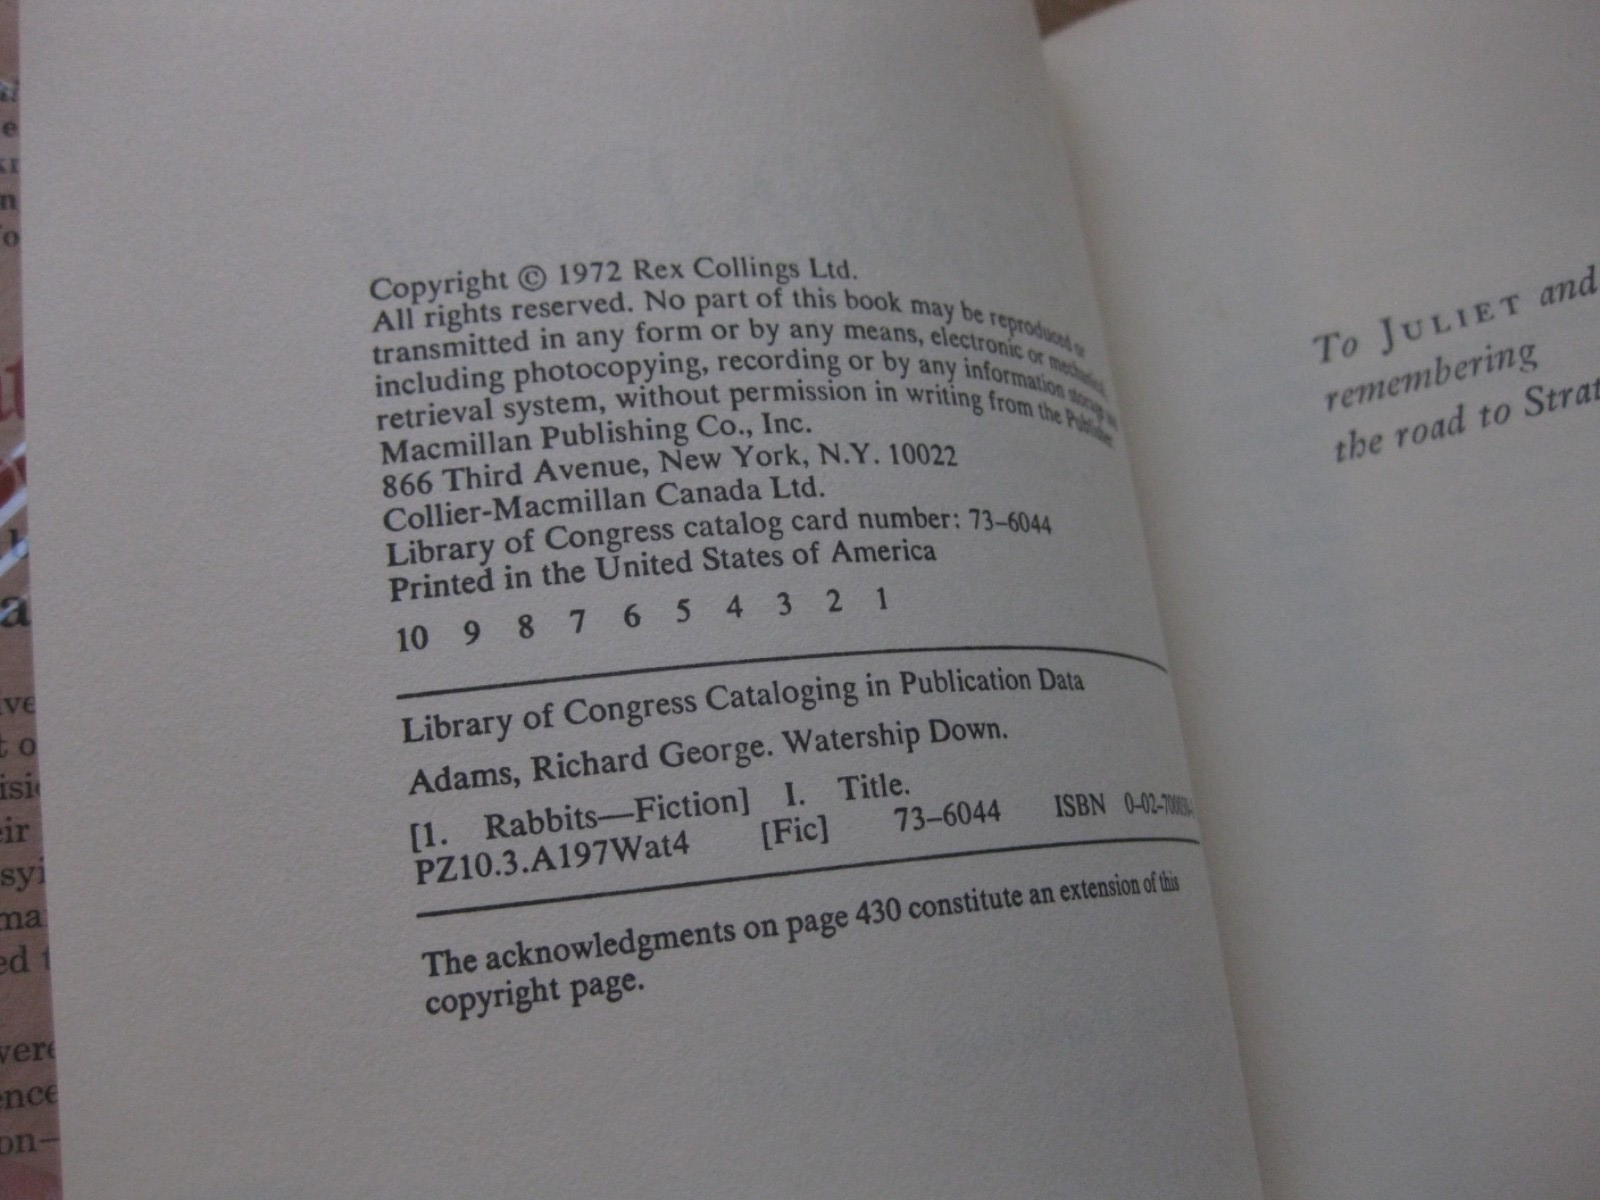 Copyright © 1972 Rex Collings Ltd.
All rights reserved. No part of this book may be reproduced or
transmitted in any form or by any means, electronic or mechanical,
including photocopying, recording or by any information storage and
retrieval system, without permission in writing from the Publisher.
Macmillan Publishing Co., Inc.
866 Third Avenue, New York, N.Y. 10022
Collier-Macmillan Canada Ltd.
Library of Congress catalog card number: 73–6044
Printed in the United States of America
10 9 8 7 6 5 4 3 2 1
Library of Congress Cataloging in Publication Data
Adams, Richard George. Watership Down.
[1. Rabbits—Fiction] I. Title.
PZ10.3.A197Wat4 [Fic] 73–6044 ISBN
The acknowledgments on page 430 constitute an extension of this
copyright page.
To JULIET and
remembering
the road to Strat